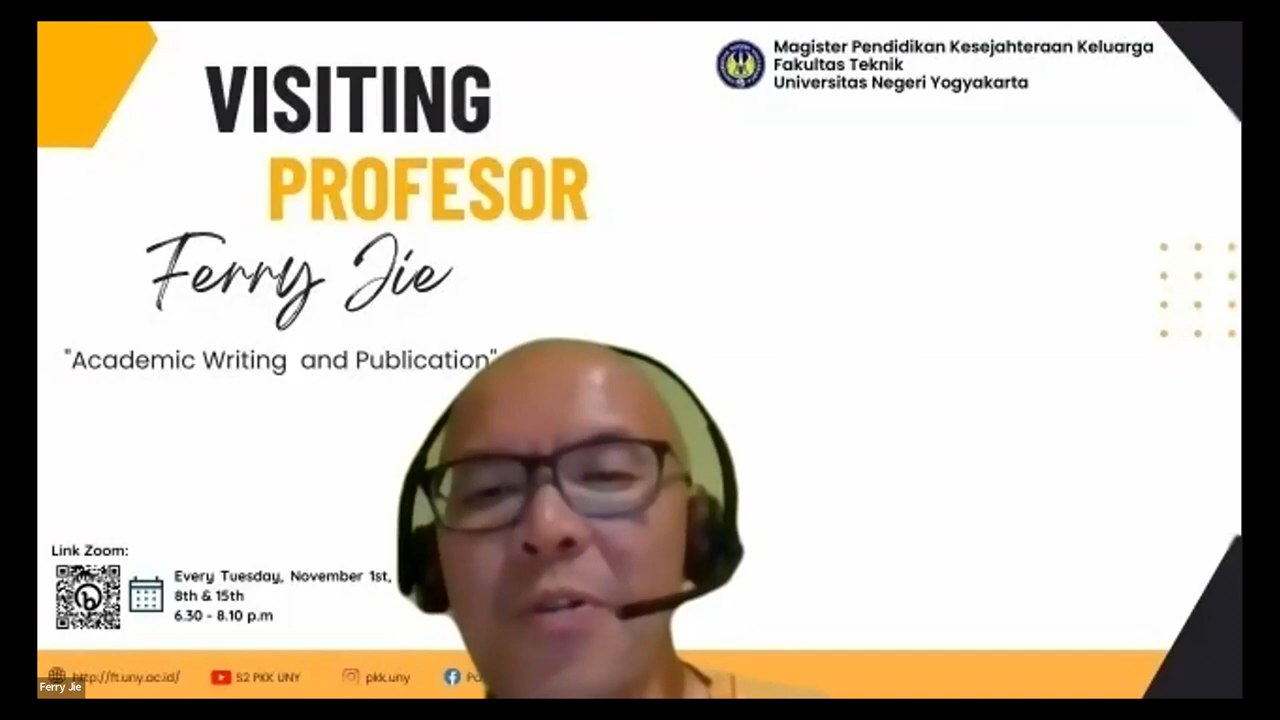 Magister Pendidikan Kesejahteraan Keluarga
Fakultas Teknik
Universitas Negeri Yogyakarta
VISITING
PROFESOR
Ferry Jie
"Academic Writing and Publication"
Link Zoom:
Every Tuesday, November 1st,
8th & 15th
6.30 - 8.10 p.m
http://ft.uny.ac.id/
S2 PKK UNY
pkk.uny
Ferry Jie